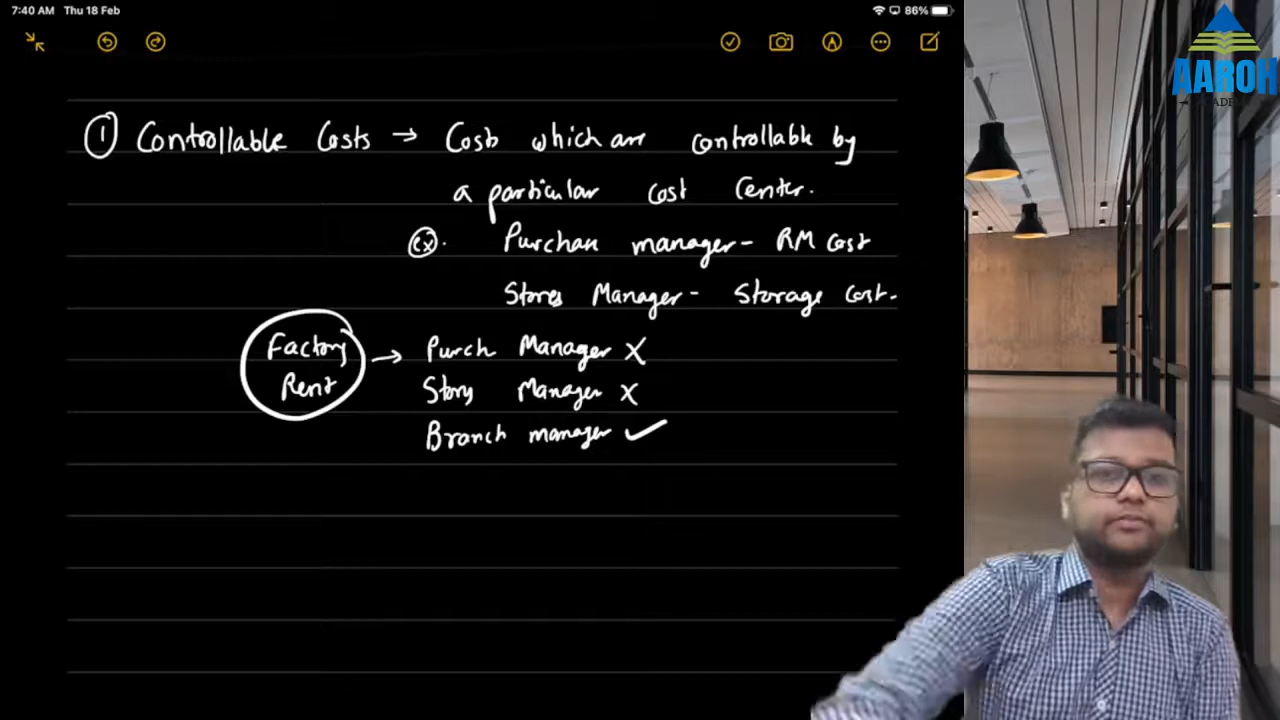 7:40 AM Thu 18 Feb
86%
① Controllable Costs → Costs which are controllable by
a particular cost center.
ex. Purchase manager - RM cost
Stores Manager - Storage cost.
Factory Rent → Purch Manager X
Story Manager X
Branch manager ✓
AAROH
ACADEMY